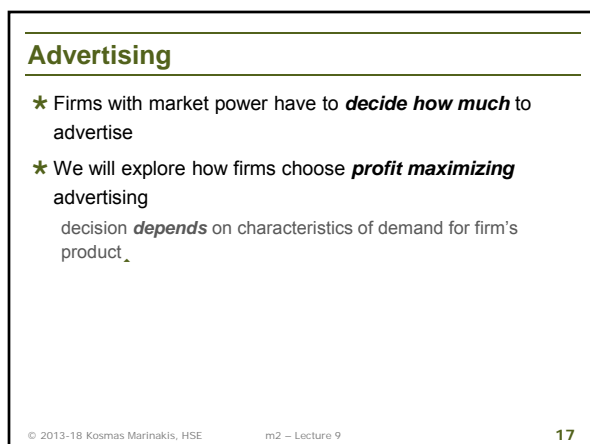 Advertising
* Firms with market power have to decide how much to
advertise
* We will explore how firms choose profit maximizing
advertising
decision depends on characteristics of demand for firm's
product
© 2013-18 Kosmas Marinakis, HSE m2 – Lecture 9 17